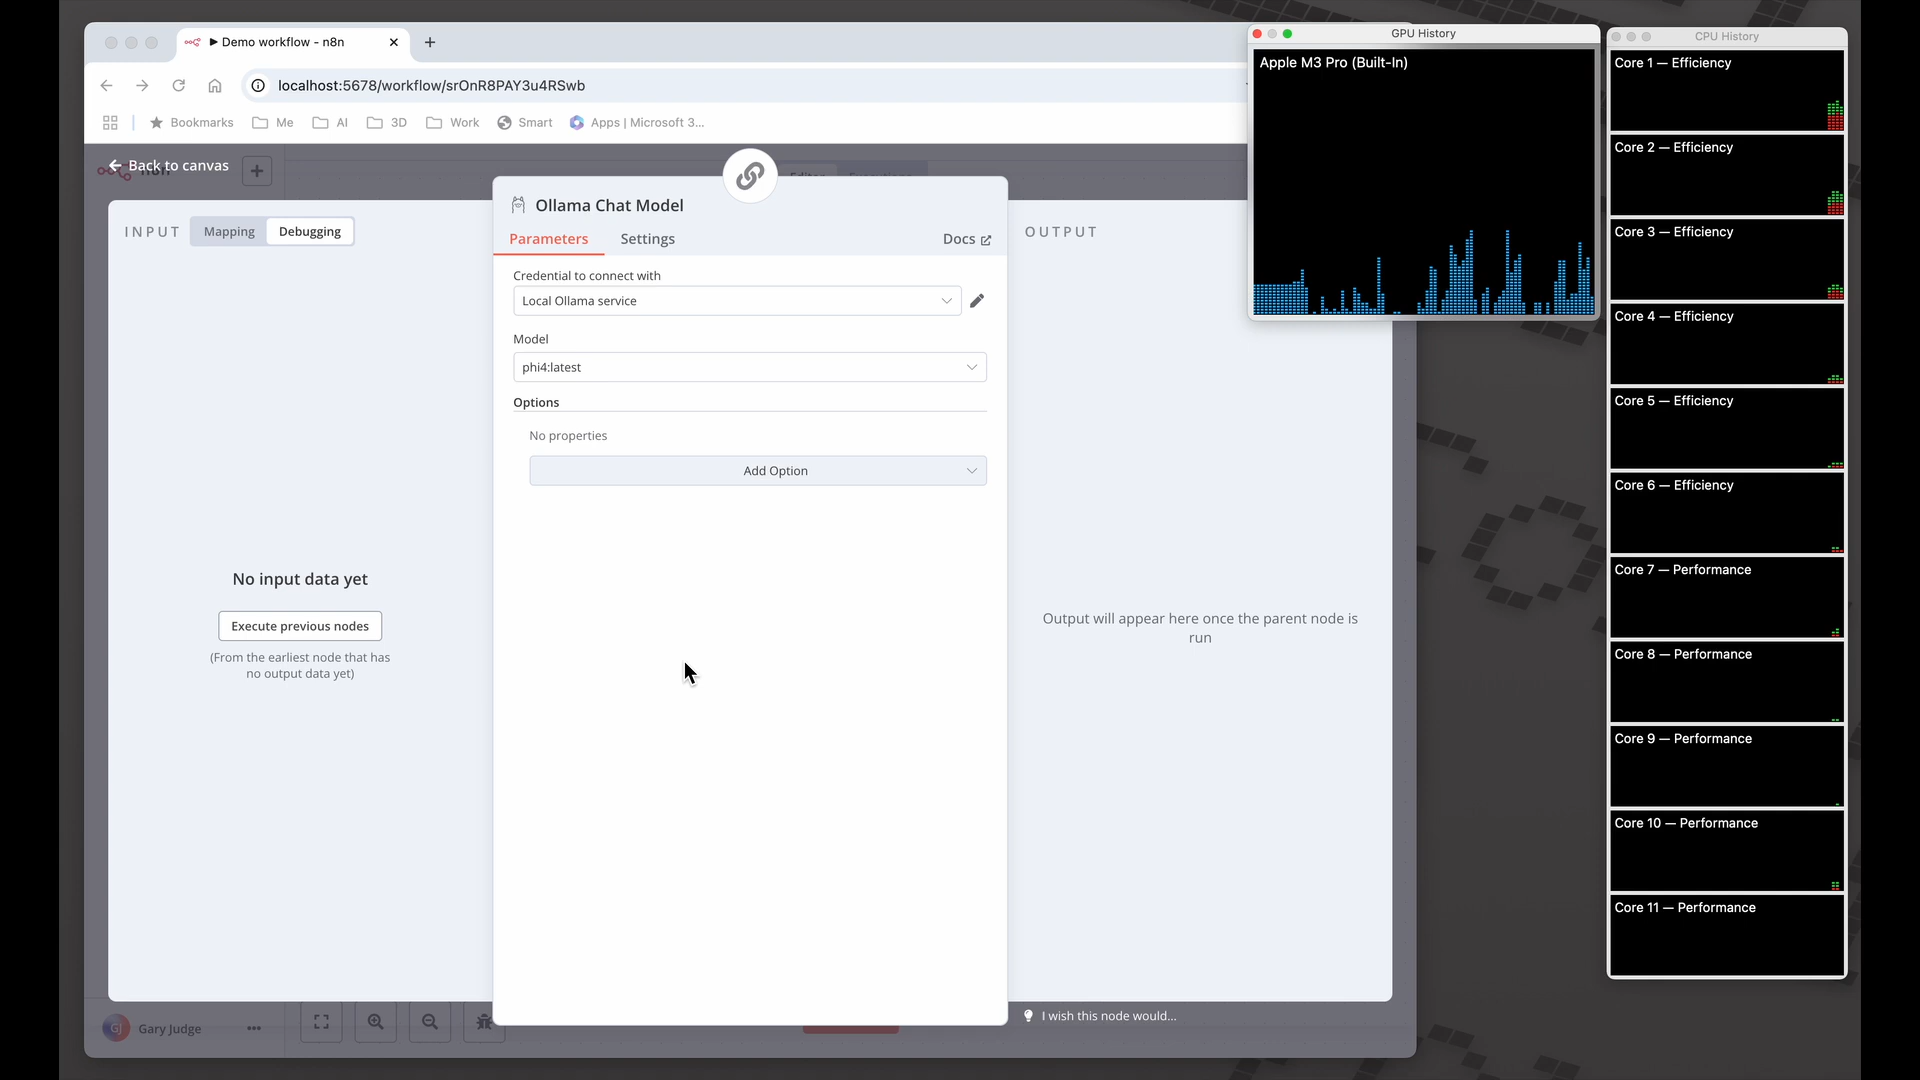 Demo workflow - n8n
localhost:5678/workflow/srOnR8PAY3u4RSwb
Bookmarks
Me
AI
3D
Work
Smart
Apps | Microsoft 3...
Back to canvas
INPUT
Mapping
Debugging
Ollama Chat Model
Parameters
Settings
Docs
Credential to connect with
Local Ollama service
Model
phi4:latest
Options
No properties
Add Option
No input data yet
Execute previous nodes
(From the earliest node that has
no output data yet)
OUTPUT
Output will appear here once the parent node is
run
I wish this node would...
GJ
Gary Judge
GPU History
Apple M3 Pro (Built-In)
CPU History
Core 1 — Efficiency
Core 2 — Efficiency
Core 3 — Efficiency
Core 4 — Efficiency
Core 5 — Efficiency
Core 6 — Efficiency
Core 7 — Performance
Core 8 — Performance
Core 9 — Performance
Core 10 — Performance
Core 11 — Performance